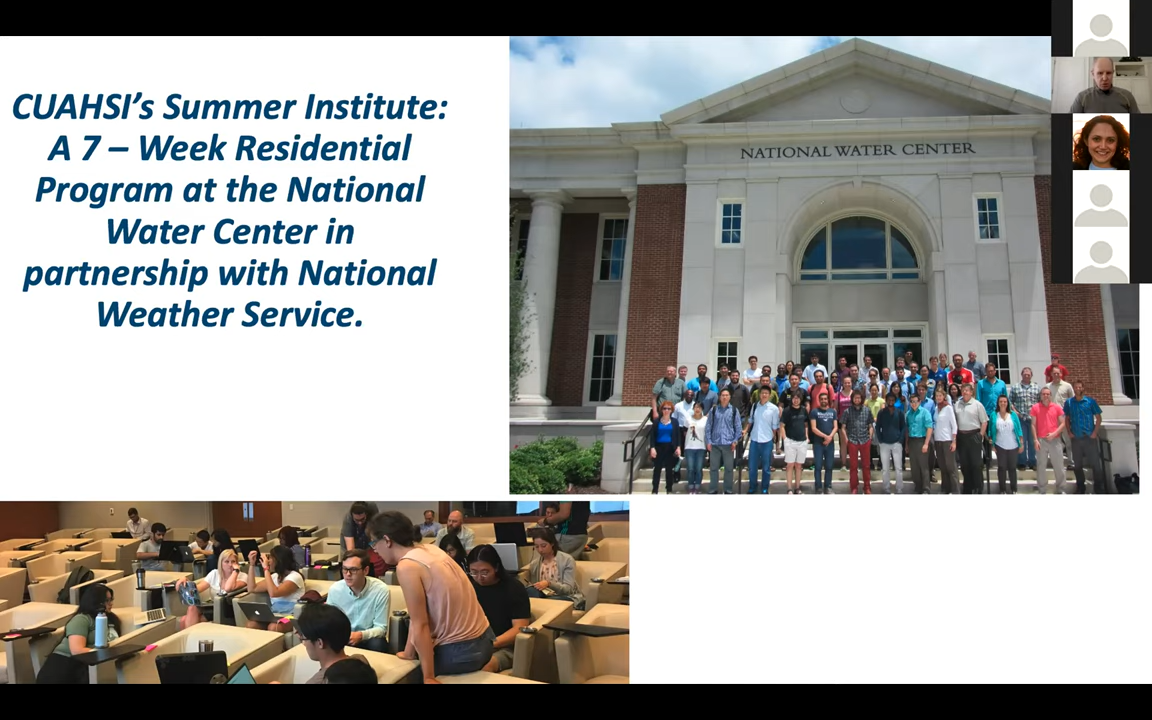 CUAHSI's Summer Institute:
A 7 – Week Residential
Program at the National
Water Center in
partnership with National
Weather Service.
NATIONAL WATER CENTER